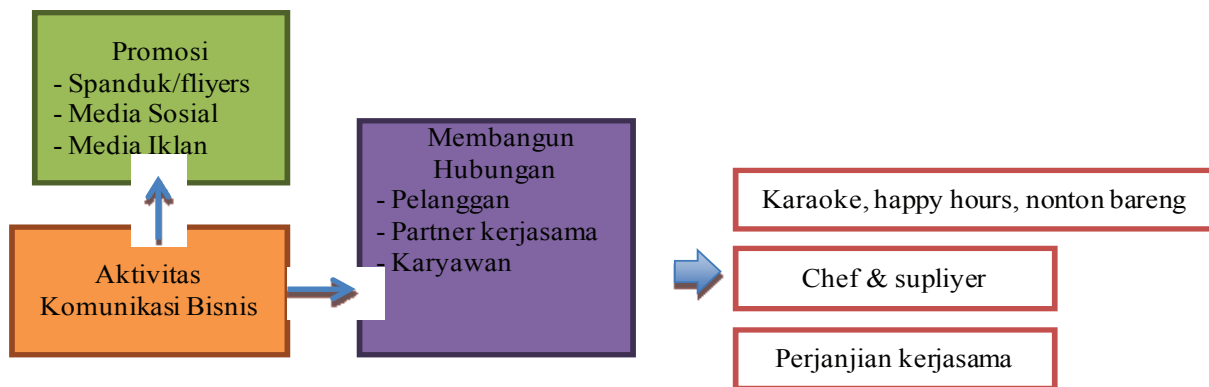 Promosi
- Spanduk/fliyers
- Media Sosial
- Media Iklan
Aktivitas
Komunikasi Bisnis
Membangun
Hubungan
- Pelanggan
- Partner kerjasama
- Karyawan
Karaoke, happy hours, nonton bareng
Chef & supliyer
Perjanjian kerjasama